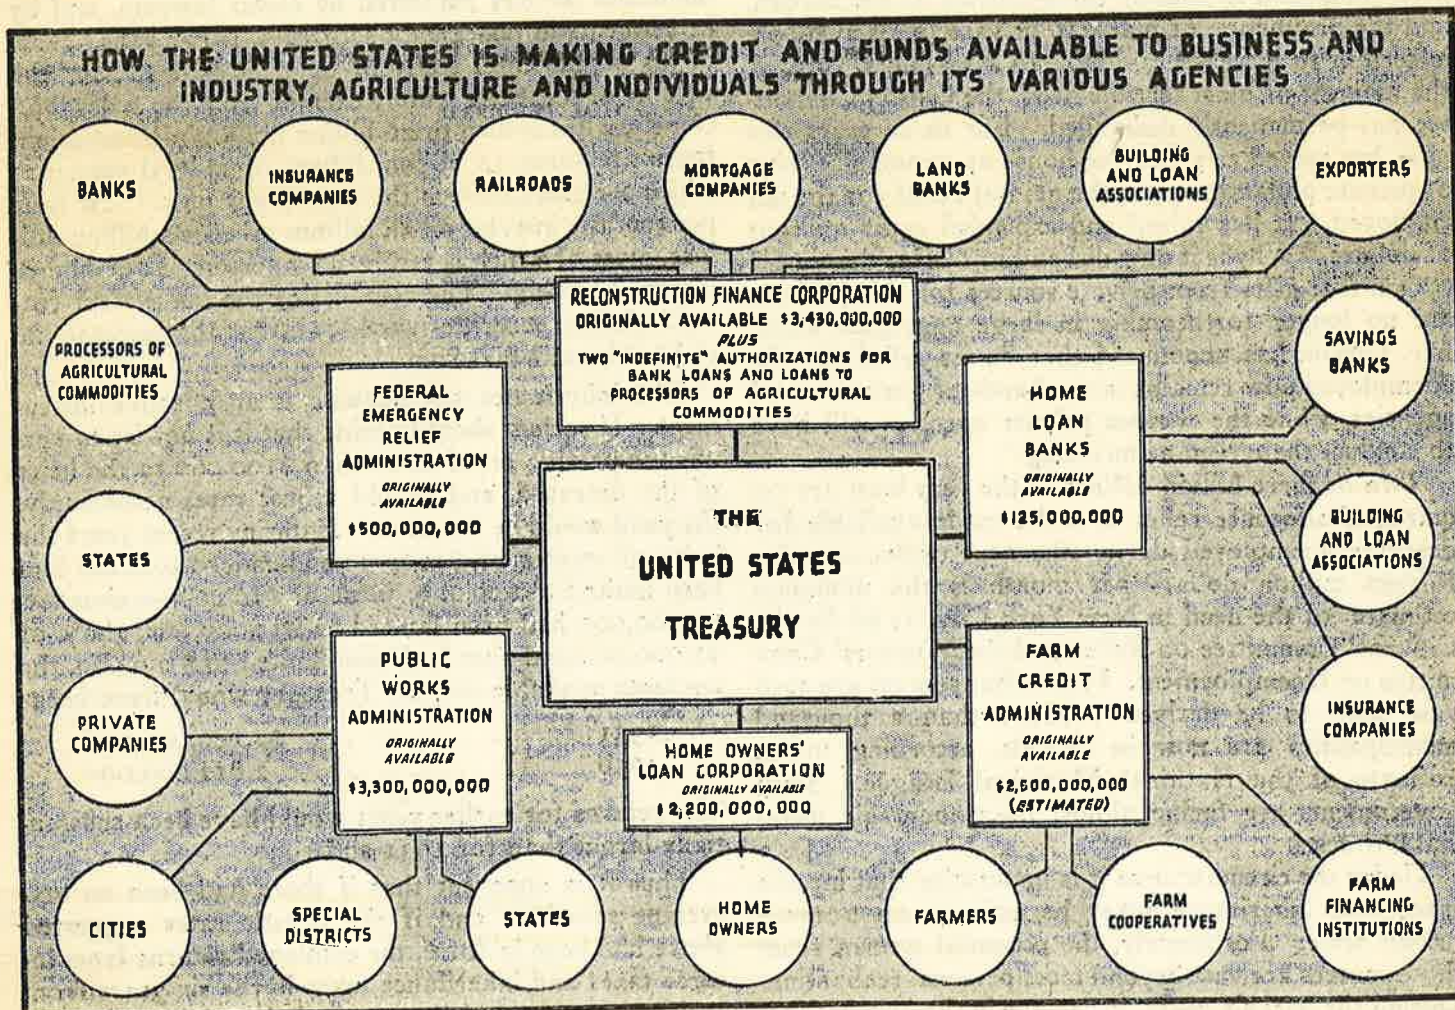 HOW THE UNITED STATES IS MAKING CREDIT AND FUNDS AVAILABLE TO BUSINESS AND
INDUSTRY, AGRICULTURE AND INDIVIDUALS THROUGH ITS VARIOUS AGENCIES
BANKS
INSURANCE
COMPANIES
RAILROADS
MORTGAGE
COMPANIES
LAND
BANKS
BUILDING
AND LOAN
ASSOCIATIONS
EXPORTERS
RECONSTRUCTION FINANCE CORPORATION
ORIGINALLY AVAILABLE $3,430,000,000
PLUS
TWO "INDEFINITE" AUTHORIZATIONS FOR
BANK LOANS AND LOANS TO
PROCESSORS OF AGRICULTURAL
COMMODITIES
PROCESSORS OF
AGRICULTURAL
COMMODITIES
FEDERAL
EMERGENCY
RELIEF
ADMINISTRATION
ORIGINALLY
AVAILABLE
$500,000,000
HOME
LOAN
BANKS
ORIGINALLY
AVAILABLE
$125,000,000
SAVINGS
BANKS
STATES
THE
UNITED STATES
TREASURY
BUILDING
AND LOAN
ASSOCIATIONS
PRIVATE
COMPANIES
PUBLIC
WORKS
ADMINISTRATION
ORIGINALLY
AVAILABLE
$3,300,000,000
HOME OWNERS'
LOAN CORPORATION
ORIGINALLY AVAILABLE
$2,200,000,000
FARM
CREDIT
ADMINISTRATION
ORIGINALLY
AVAILABLE
$2,500,000,000
(ESTIMATED)
INSURANCE
COMPANIES
CITIES
SPECIAL
DISTRICTS
STATES
HOME
OWNERS
FARMERS
FARM
COOPERATIVES
FARM
FINANCING
INSTITUTIONS